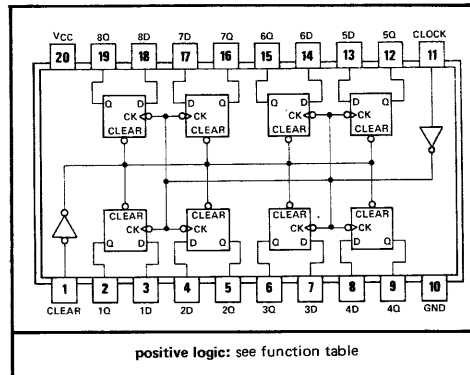 VCC 8Q 8D 7D 7Q 6Q 6D 5D 5Q CLOCK
20 19 18 17 16 15 14 13 12 11
Q D D Q Q D D Q
CK CK CK CK
CLEAR CLEAR CLEAR CLEAR
CLEAR CLEAR CLEAR CLEAR
CK CK CK CK
Q D D Q Q D D Q
1 2 3 4 5 6 7 8 9 10
CLEAR 1Q 1D 2D 2Q 3Q 3D 4D 4Q GND
positive logic: see function table